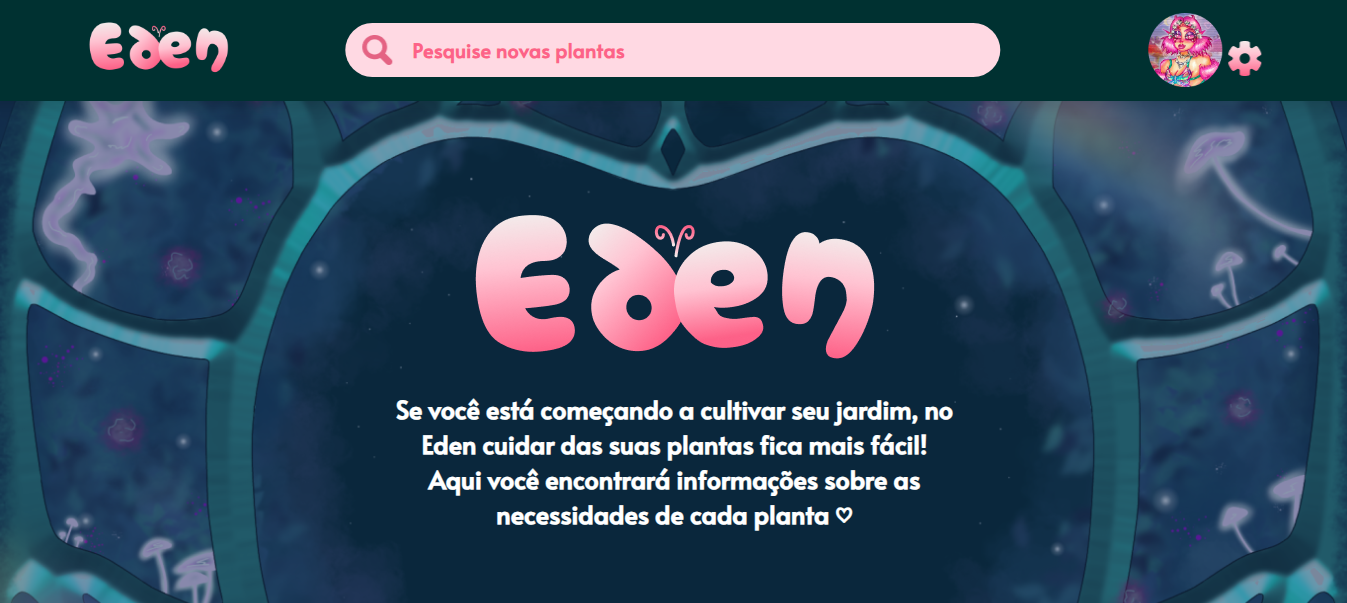 Eden
Pesquise novas plantas
Eden
Se você está começando a cultivar seu jardim, no
Eden cuidar das suas plantas fica mais fácil!
Aqui você encontrará informações sobre as
necessidades de cada planta ♡